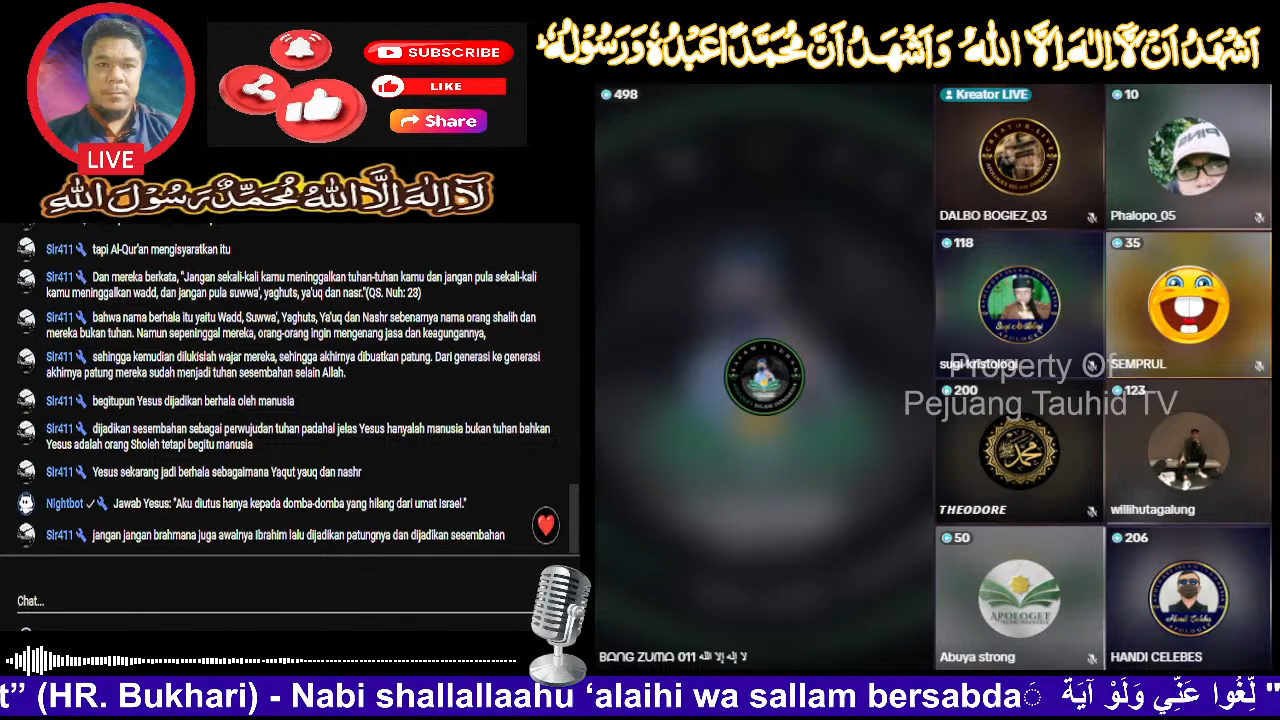 LIVE
SUBSCRIBE
LIKE
Share
اَشْهَدُ اَنْ لَّا اِلٰهَ اِلَّا اللهُ وَاَشْهَدُ اَنَّ مُحَمَّدًا عَبْدُهُ وَرَسُوْلُهُ
لَآ اِلٰهَ اِلَّا اللهُ مُحَمَّدٌ رَسُوْلُ اللهِ
Sir411 tapi Al-Qur'an mengisyaratkan itu
Sir411 Dan mereka berkata, "Jangan sekali-kali kamu meninggalkan tuhan-tuhan kamu dan jangan pula sekali-kali
kamu meninggalkan wadd, dan jangan pula suwwa', yaghuts, ya'uq dan nasr."(QS. Nuh: 23)
Sir411 bahwa nama berhala itu yaitu Wadd, Suwwa', Yaghuts, Ya'uq dan Nashr sebenarnya nama orang shalih dan
mereka bukan tuhan. Namun sepeninggal mereka, orang-orang ingin mengenang jasa dan keagungannya,
Sir411 sehingga kemudian dilukislah wajar mereka, sehingga akhirnya dibuatkan patung. Dari generasi ke generasi
akhirnya patung mereka sudah menjadi tuhan sesembahan selain Allah.
Sir411 begitupun Yesus dijadikan berhala oleh manusia
Sir411 dijadikan sesembahan sebagai perwujudan tuhan padahal jelas Yesus hanyalah manusia bukan tuhan bahkan
Yesus adalah orang Sholeh tetapi begitu manusia
Sir411 Yesus sekarang jadi berhala sebagaimana Yaqut yauq dan nashr
Nightbot Jawab Yesus: "Aku diutus hanya kepada domba-domba yang hilang dari umat Israel."
Sir411 jangan jangan brahmana juga awalnya Ibrahim lalu dijadikan patungnya dan dijadikan sesembahan
Chat...
498
BANG ZUMA 011 لا إله إلا الله
Kreator LIVE
DALBO BOGIEZ_03
10
Phalopo_05
118
sugi kristologi
35
SEMPRUL
Property Of
Pejuang Tauhid TV
200
THEODORE
123
willihutagalung
50
APOLOGET
Abuya strong
206
HANDI CELEBES
t” (HR. Bukhari) - Nabi shallallaahu ‘alaihi wa sallam bersabda لِّغُوا عَنِّي وَلَوْ آيَة "